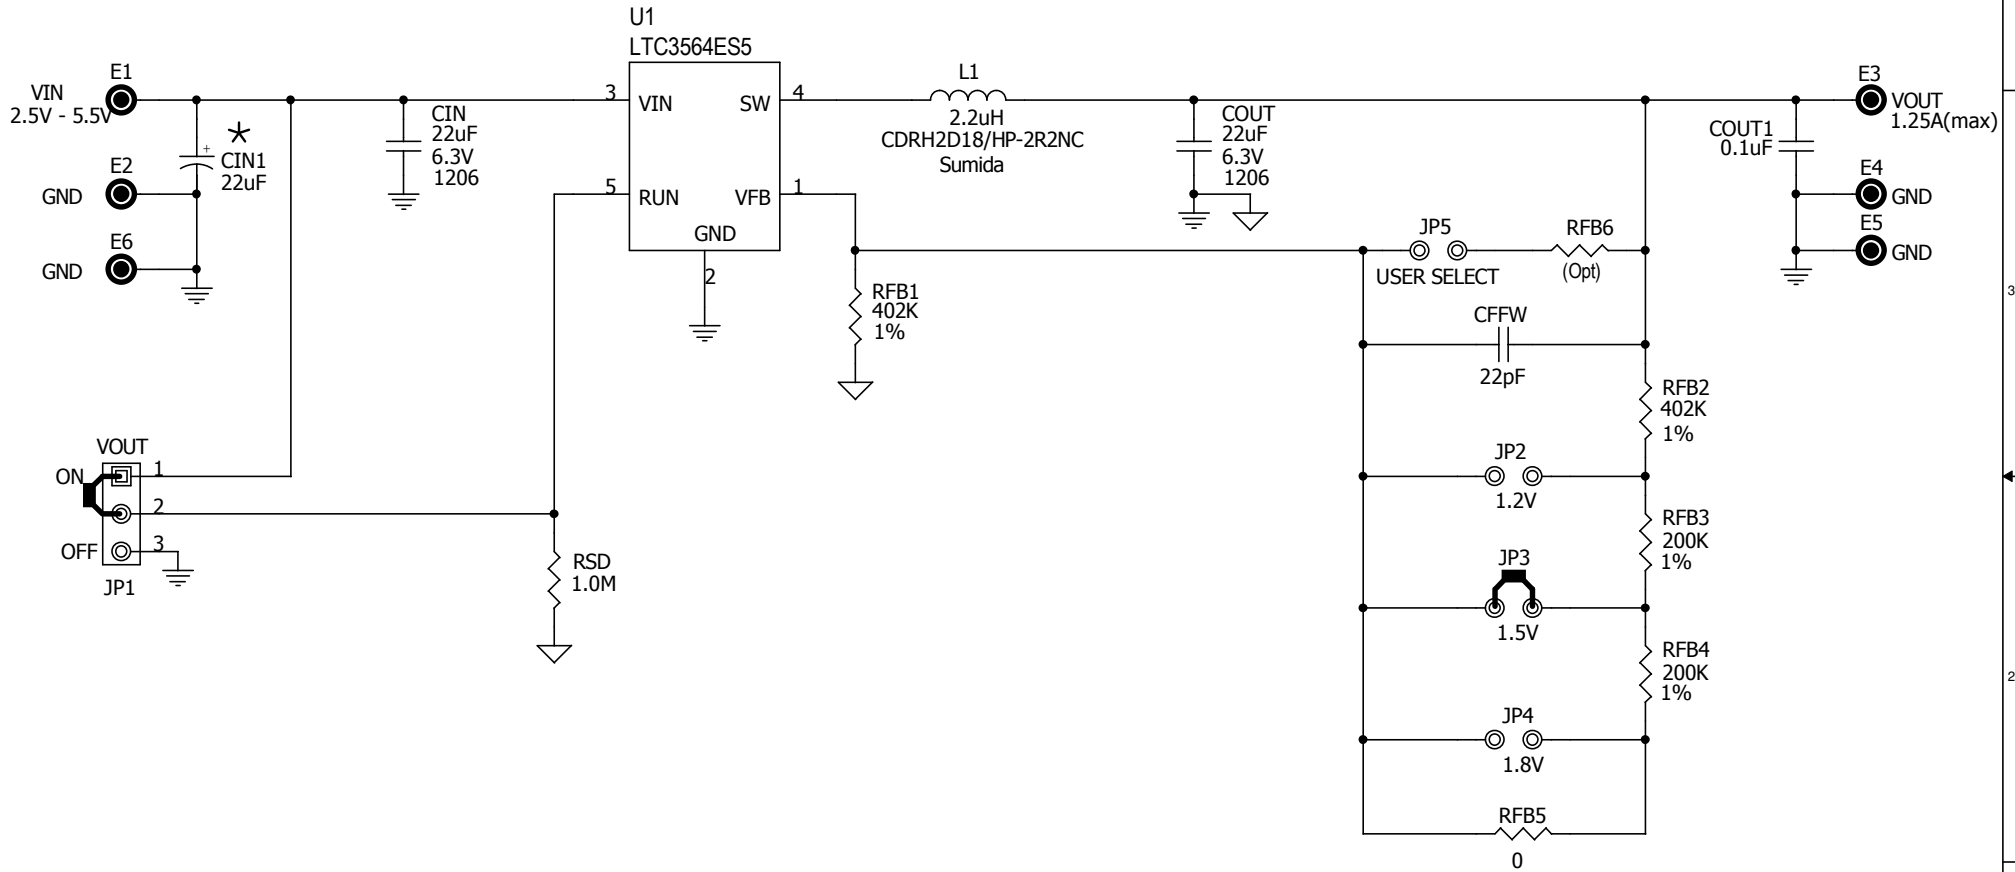 U1
LTC3564ES5
E1
VIN
2.5V - 5.5V
CIN1
22uF
+
E2
GND
E6
GND
CIN
22uF
6.3V
1206
3
VIN
SW
4
5
RUN
VFB
1
GND
2
L1
2.2uH
CDRH2D18/HP-2R2NC
Sumida
COUT
22uF
6.3V
1206
COUT1
0.1uF
E3
VOUT
1.25A(max)
E4
GND
E5
GND
JP5
USER SELECT
RFB6
(Opt)
RFB1
402K
1%
CFFW
22pF
RFB2
402K
1%
JP2
1.2V
RFB3
200K
1%
JP3
1.5V
RFB4
200K
1%
JP4
1.8V
RFB5
0
VOUT
ON
1
2
OFF
3
JP1
RSD
1.0M
3
2